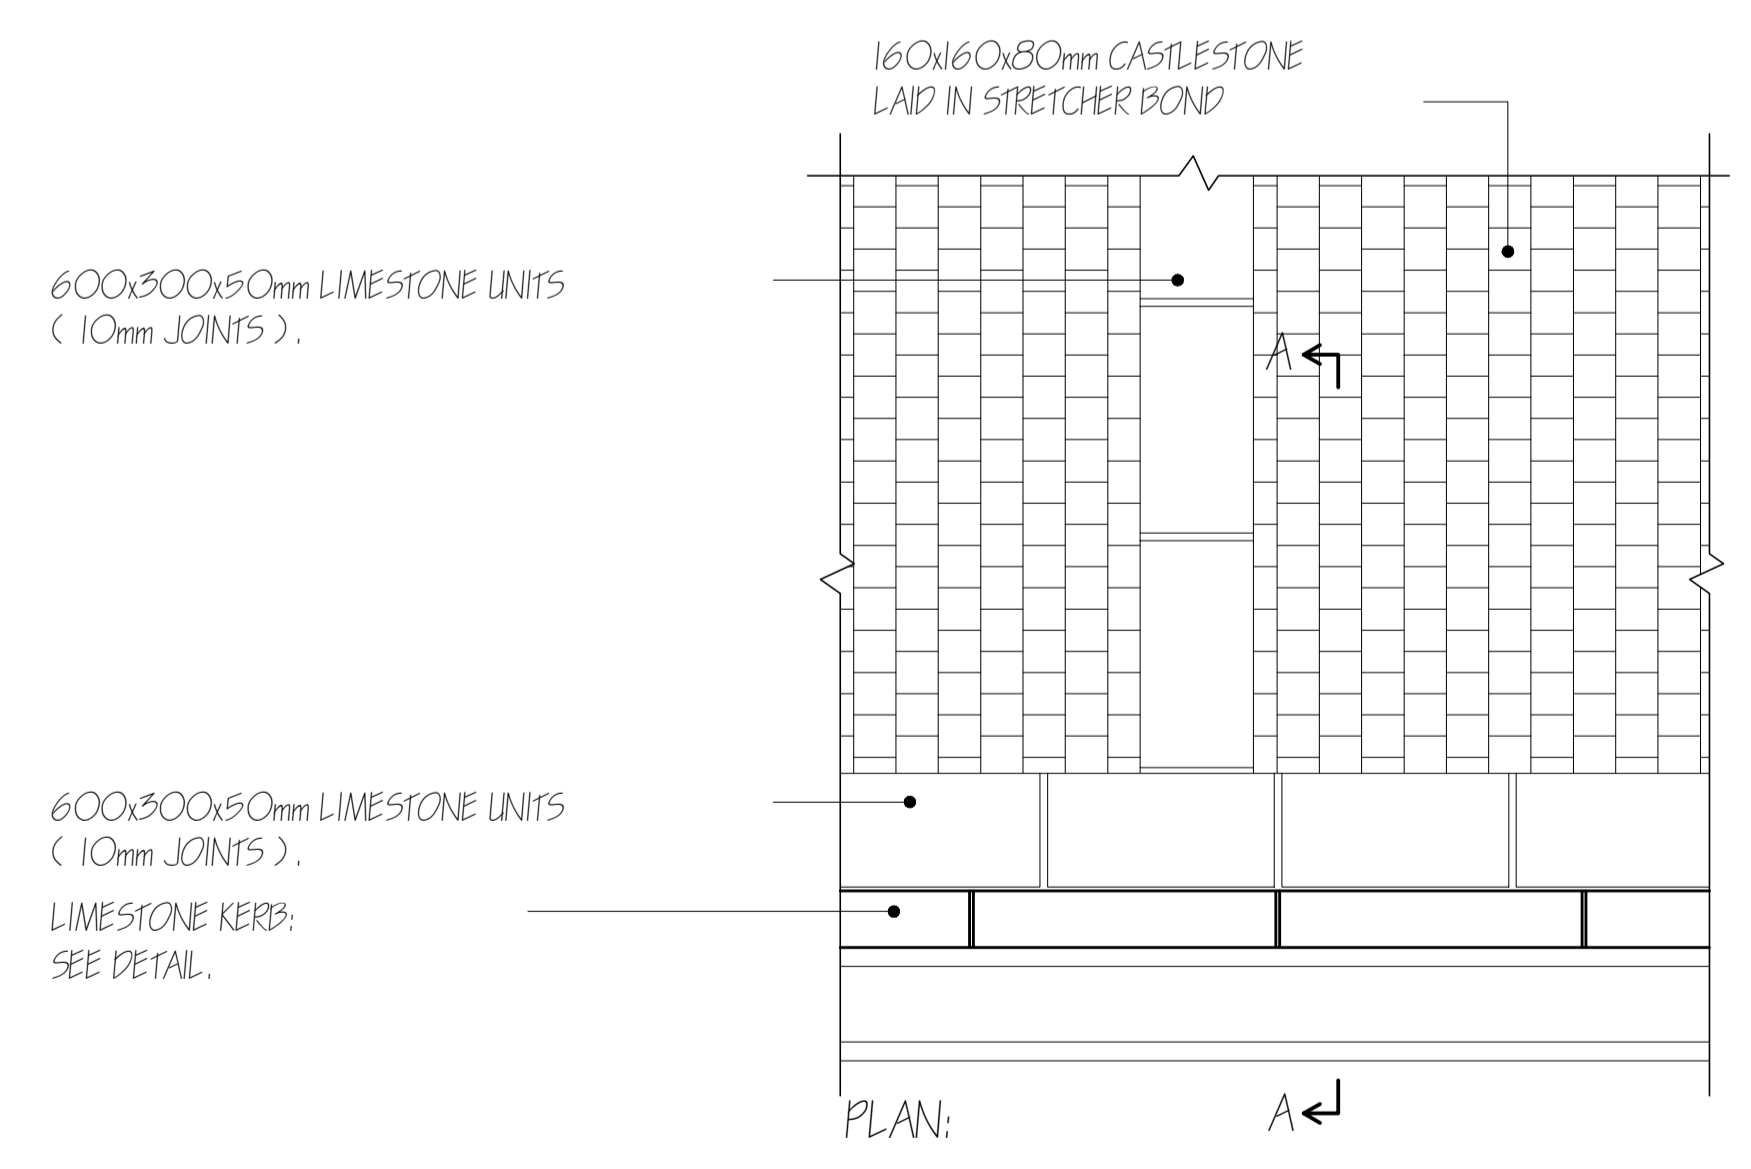 160x160x80mm CASTLESTONE
LAID IN STRETCHER BOND
600x300x50mm LIMESTONE UNITS
( 10mm JOINTS ).
A
600x300x50mm LIMESTONE UNITS
( 10mm JOINTS ).
LIMESTONE KERB:
SEE DETAIL.
PLAN:
A